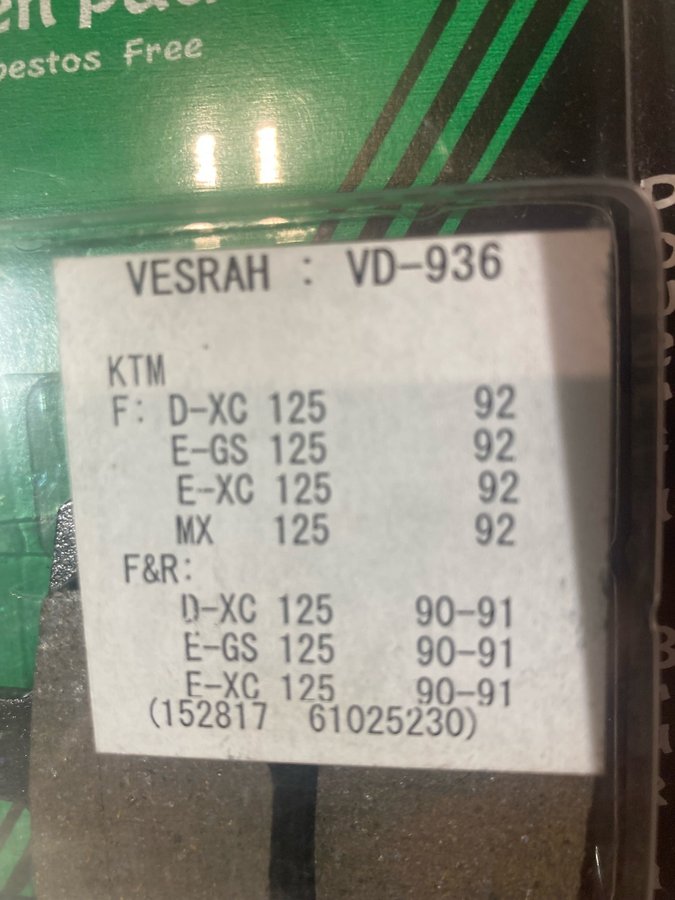 Free
VESRAH : VD-936
KTM
F: D-XC 125 92
E-GS 125 92
E-XC 125 92
MX 125 92
F&R:
D-XC 125 90-91
E-GS 125 90-91
E-XC 125 90-91
(152817 61025230)